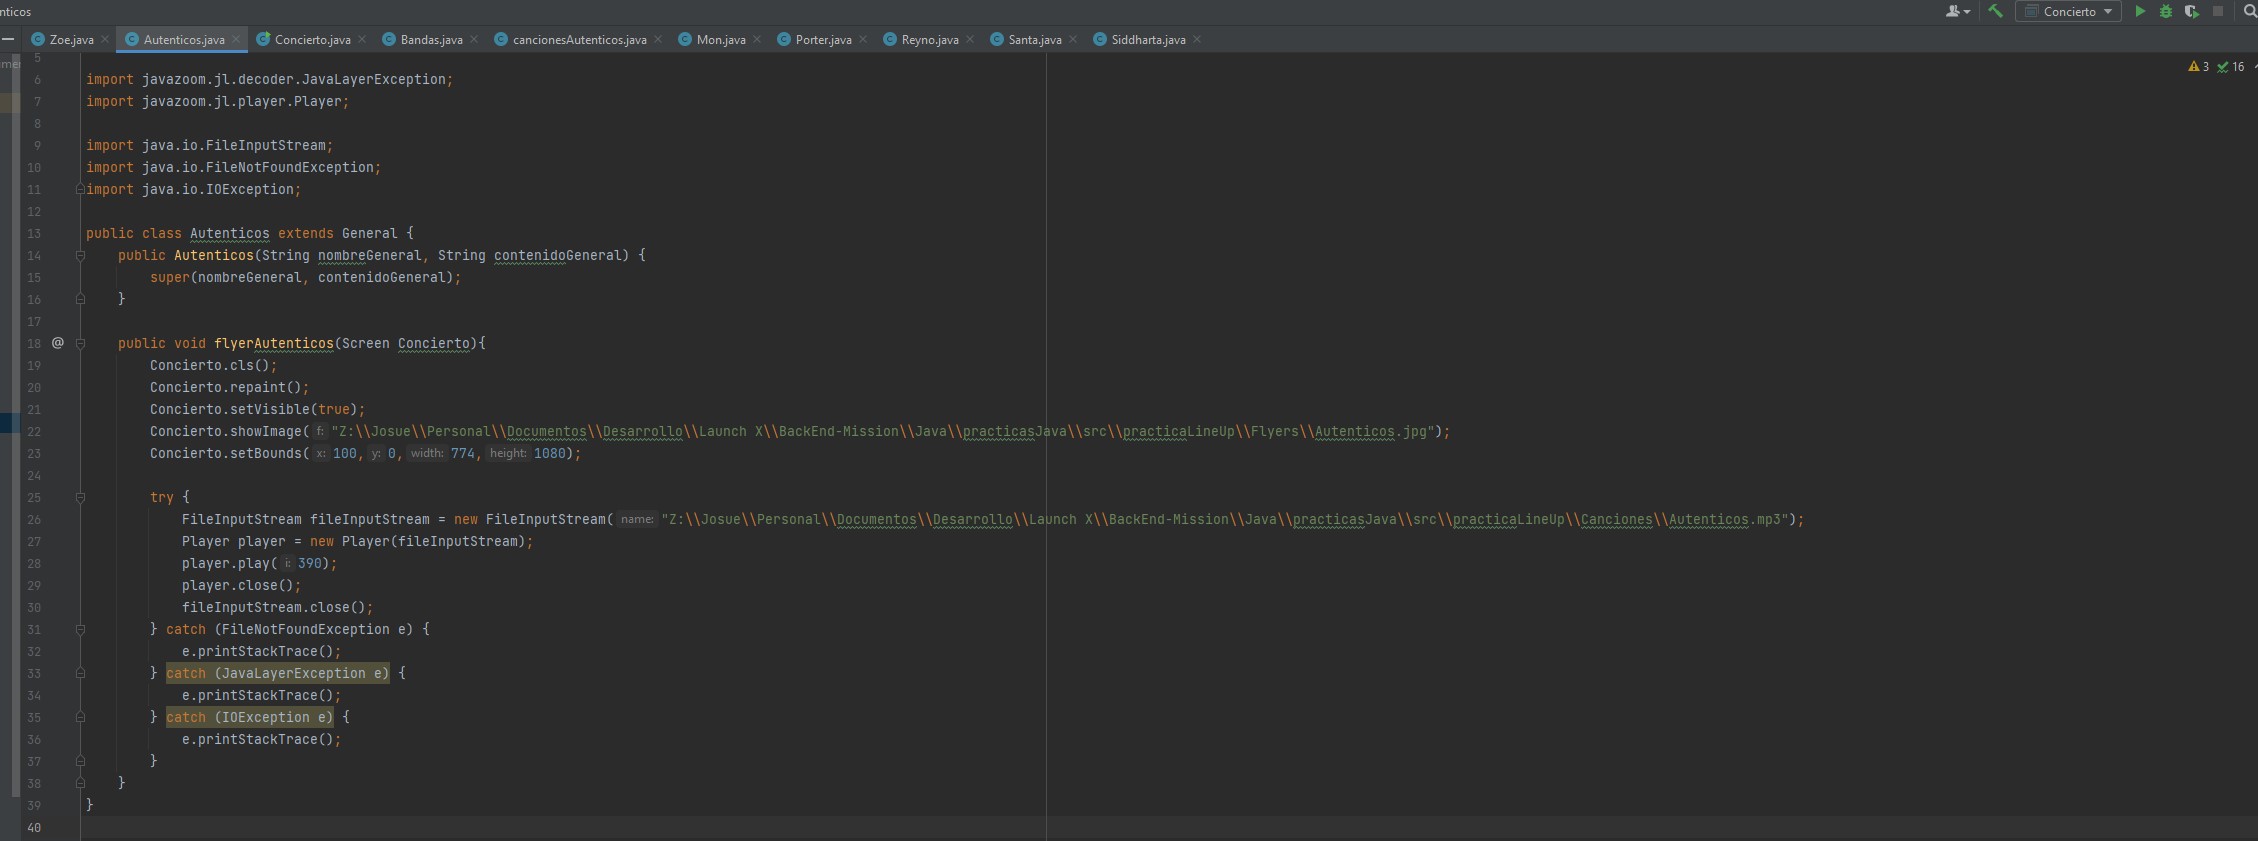 nticos
Concierto
Zoe.java Autenticos.java Concierto.java Bandas.java cancionesAutenticos.java Mon.java Porter.java Reyno.java Santa.java Siddharta.java
3 16
5
6 import javazoom.jl.decoder.JavaLayerException;
7 import javazoom.jl.player.Player;
8
9 import java.io.FileInputStream;
10 import java.io.FileNotFoundException;
11 import java.io.IOException;
12
13 public class Autenticos extends General {
14 public Autenticos(String nombreGeneral, String contenidoGeneral) {
15 super(nombreGeneral, contenidoGeneral);
16 }
17
18 @ public void flyerAutenticos(Screen Concierto){
19 Concierto.cls();
20 Concierto.repaint();
21 Concierto.setVisible(true);
22 Concierto.showImage( f: "Z:\\Josue\\Personal\\Documentos\\Desarrollo\\Launch X\\BackEnd-Mission\\Java\\practicasJava\\src\\practicaLineUp\\Flyers\\Autenticos.jpg");
23 Concierto.setBounds( x: 100, y: 0, width: 774, height: 1080);
24
25 try {
26 FileInputStream fileInputStream = new FileInputStream( name: "Z:\\Josue\\Personal\\Documentos\\Desarrollo\\Launch X\\BackEnd-Mission\\Java\\practicasJava\\src\\practicaLineUp\\Canciones\\Autenticos.mp3");
27 Player player = new Player(fileInputStream);
28 player.play( i: 390);
29 player.close();
30 fileInputStream.close();
31 } catch (FileNotFoundException e) {
32 e.printStackTrace();
33 } catch (JavaLayerException e) {
34 e.printStackTrace();
35 } catch (IOException e) {
36 e.printStackTrace();
37 }
38 }
39 }
40